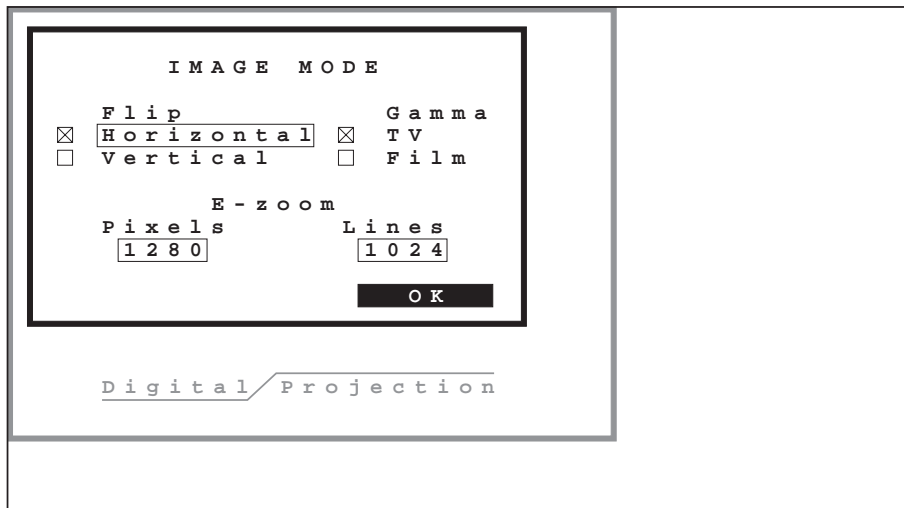 IMAGE MODE
Flip Gamma
Horizontal TV
Vertical Film
E-zoom
Pixels Lines
1280 1024
OK
Digital Projection